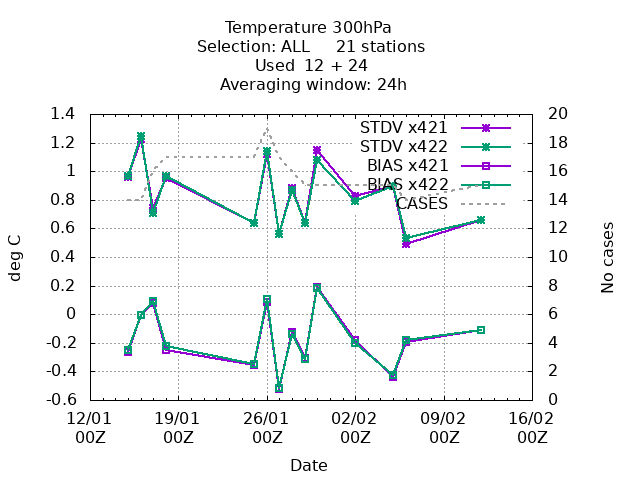 Temperature 300hPa
Selection: ALL     21 stations
Used  12 + 24
Averaging window: 24h
1.4
1.2
1
0.8
0.6
0.4
0.2
0
-0.2
-0.4
-0.6
deg C
20
18
16
14
12
10
8
6
4
2
0
No cases
STDV x421
STDV x422
BIAS x421
BIAS x422
CASES
12/01 19/01 26/01 02/02 09/02 16/02
00Z 00Z 00Z 00Z 00Z 00Z
Date